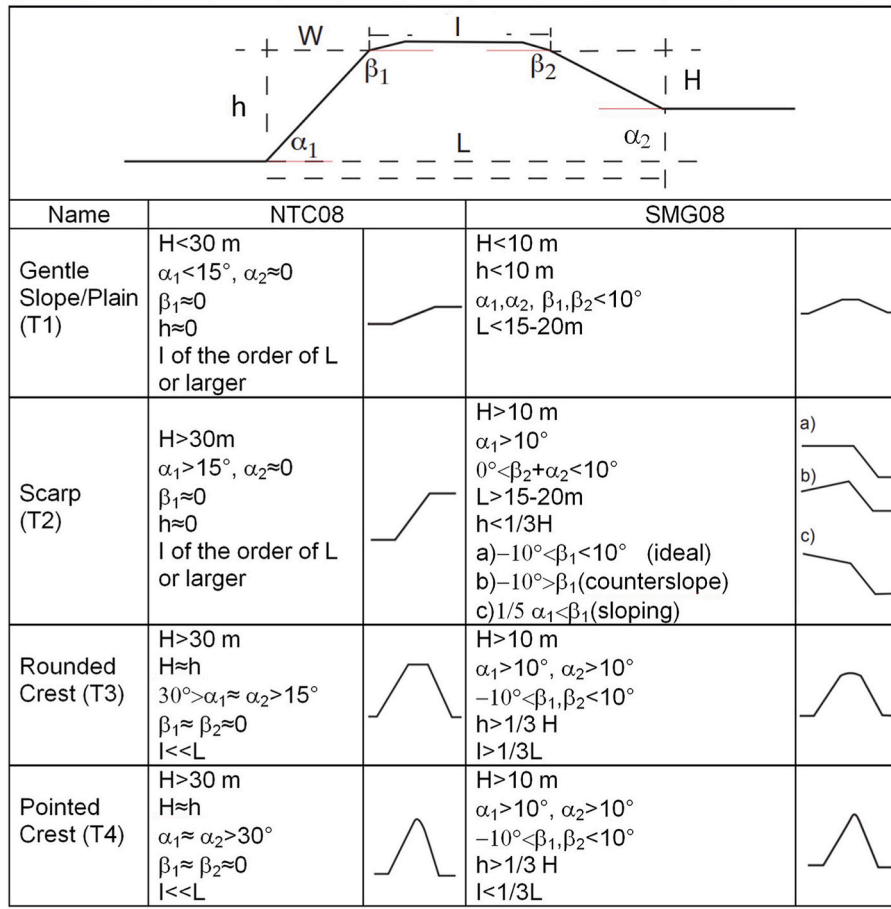 W
l
β1
β2
H
h
α1
L
α2
Name
NTC08
SMG08
Gentle
Slope/Plain
(T1)
H<30 m
α1<15°, α2≈0
β1≈0
h≈0
l of the order of L
or larger
H<10 m
h<10 m
α1,α2, β1,β2<10°
L<15-20m
Scarp
(T2)
H>30m
α1>15°, α2≈0
β1≈0
h≈0
l of the order of L
or larger
H>10 m
α1>10°
0°<β2+α2<10°
L>15-20m
h<1/3H
a)–10°<β1<10° (ideal)
b)–10°>β1(counterslope)
c)1/5 α1<β1(sloping)
a)
b)
c)
Rounded
Crest (T3)
H>30 m
H≈h
30°>α1≈ α2>15°
β1≈ β2≈0
l<<L
H>10 m
α1>10°, α2>10°
–10°<β1,β2<10°
h>1/3 H
l>1/3L
Pointed
Crest (T4)
H>30 m
H≈h
α1≈ α2>30°
β1≈ β2≈0
l<<L
H>10 m
α1>10°, α2>10°
–10°<β1,β2<10°
h>1/3 H
l<1/3L